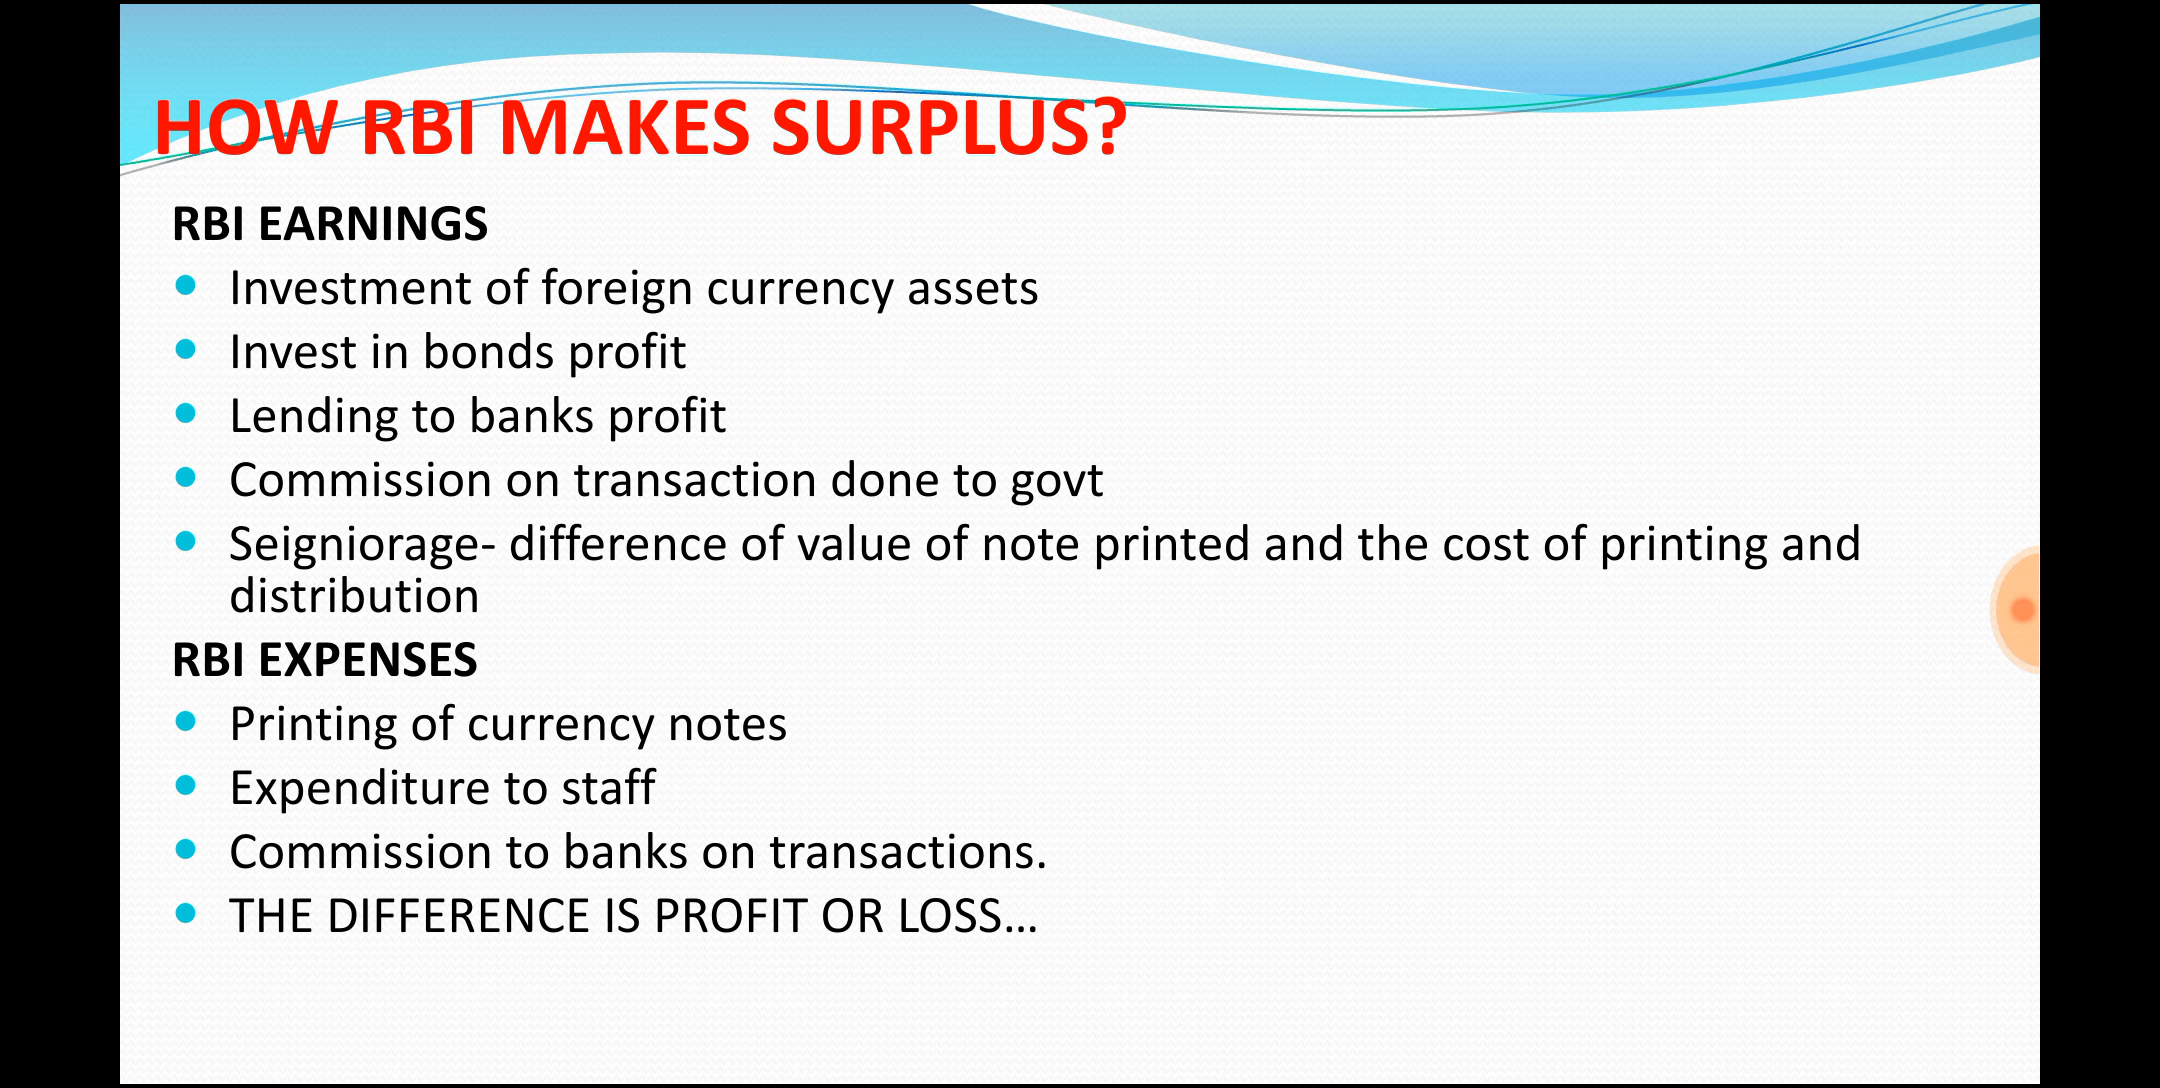 HOW RBI MAKES SURPLUS?
RBI EARNINGS
Investment of foreign currency assets
Invest in bonds profit
Lending to banks profit
Commission on transaction done to govt
Seigniorage- difference of value of note printed and the cost of printing and
distribution
RBI EXPENSES
Printing of currency notes
Expenditure to staff
Commission to banks on transactions.
THE DIFFERENCE IS PROFIT OR LOSS...